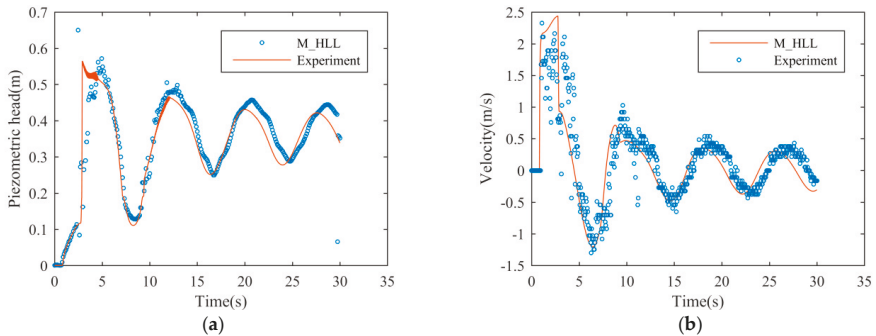 0.7
0.6
0.5
0.4
0.3
0.2
0.1
0
Piezometric head(m)
M_HLL
Experiment
0 5 10 15 20 25 30 35
Time(s)
(a)
2.5
2
1.5
1
0.5
0
-0.5
-1
-1.5
Velocity(m/s)
M_HLL
Experiment
0 5 10 15 20 25 30 35
Time(s)
(b)